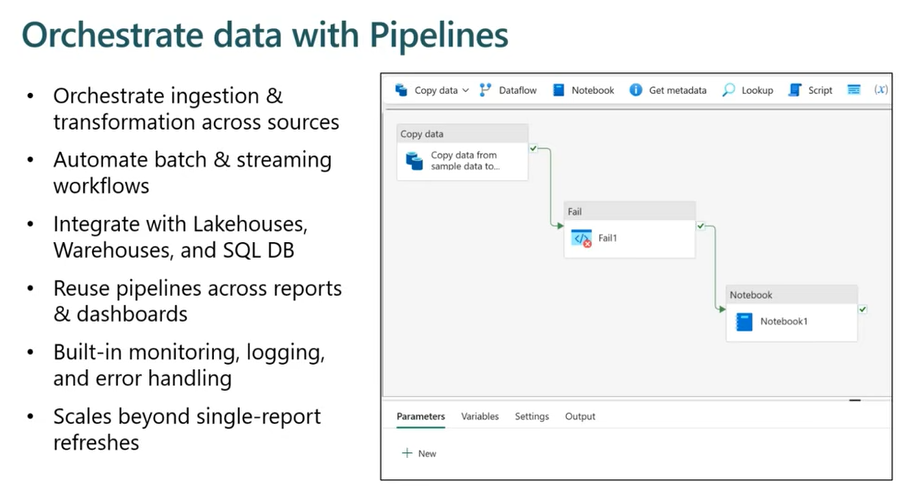 Orchestrate data with Pipelines
• Orchestrate ingestion &
transformation across sources
• Automate batch & streaming
workflows
• Integrate with Lakehouses,
Warehouses, and SQL DB
• Reuse pipelines across reports
& dashboards
• Built-in monitoring, logging,
and error handling
• Scales beyond single-report
refreshes
Copy data Dataflow Notebook Get metadata Lookup Script (x)
Copy data
Copy data from
sample data to...
Fail
Fail1
Notebook
Notebook1
Parameters Variables Settings Output
+ New